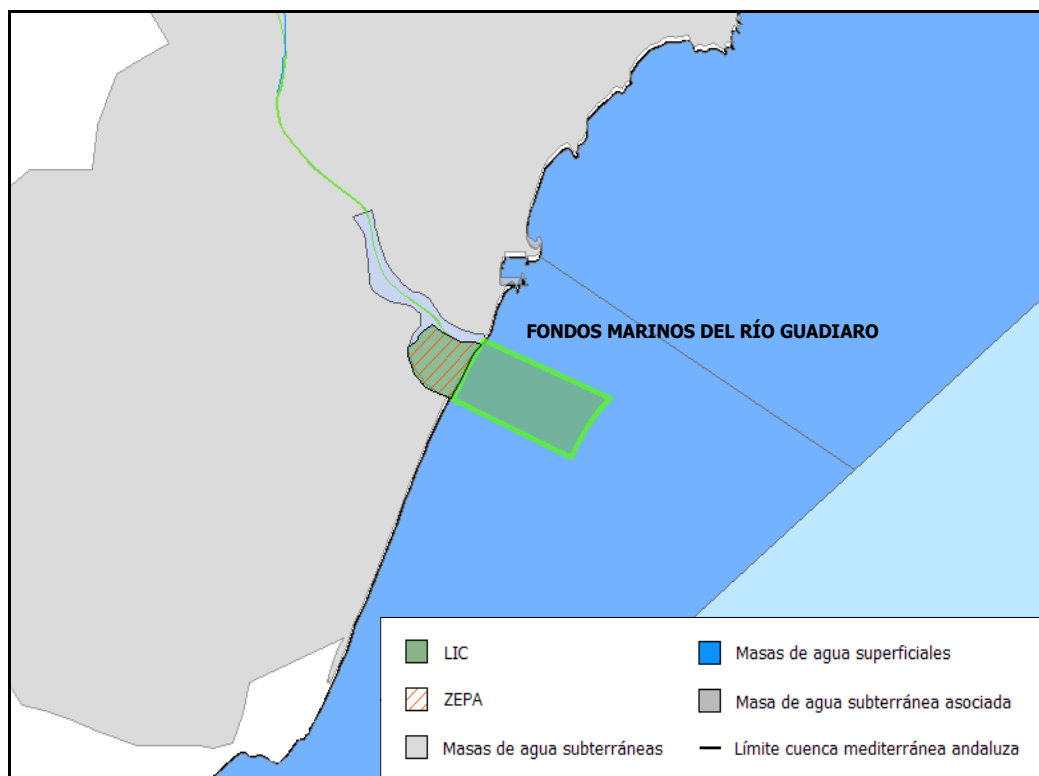 FONDOS MARINOS DEL RÍO GUADIARO
LIC
ZEPA
Masas de agua subterráneas
Masas de agua superficiales
Masa de agua subterránea asociada
Límite cuenca mediterránea andaluza